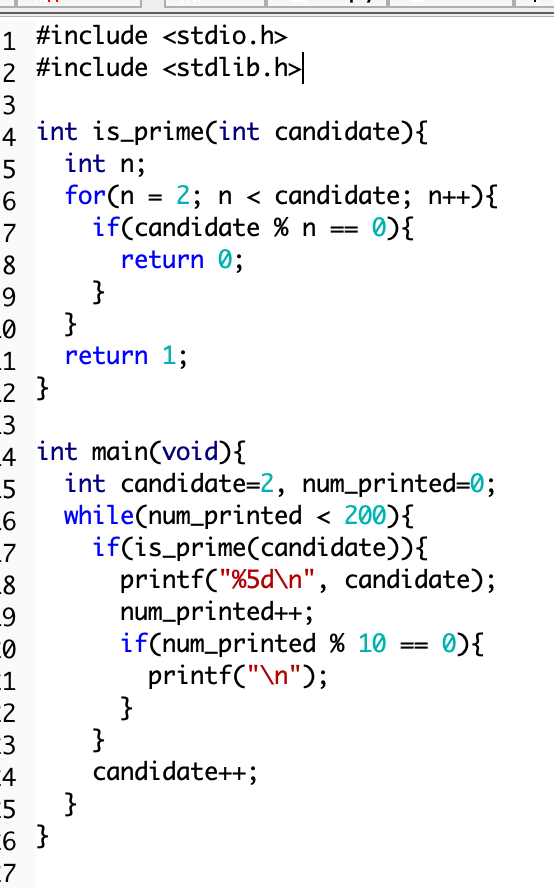 1 #include <stdio.h>
2 #include <stdlib.h>
3
4 int is_prime(int candidate){
5   int n;
6   for(n = 2; n < candidate; n++){
7     if(candidate % n == 0){
8       return 0;
9     }
0   }
1   return 1;
2 }
3
4 int main(void){
5   int candidate=2, num_printed=0;
6   while(num_printed < 200){
7     if(is_prime(candidate)){
8       printf("%5d\n", candidate);
9       num_printed++;
0       if(num_printed % 10 == 0){
1         printf("\n");
2       }
3     }
4     candidate++;
5   }
6 }
7